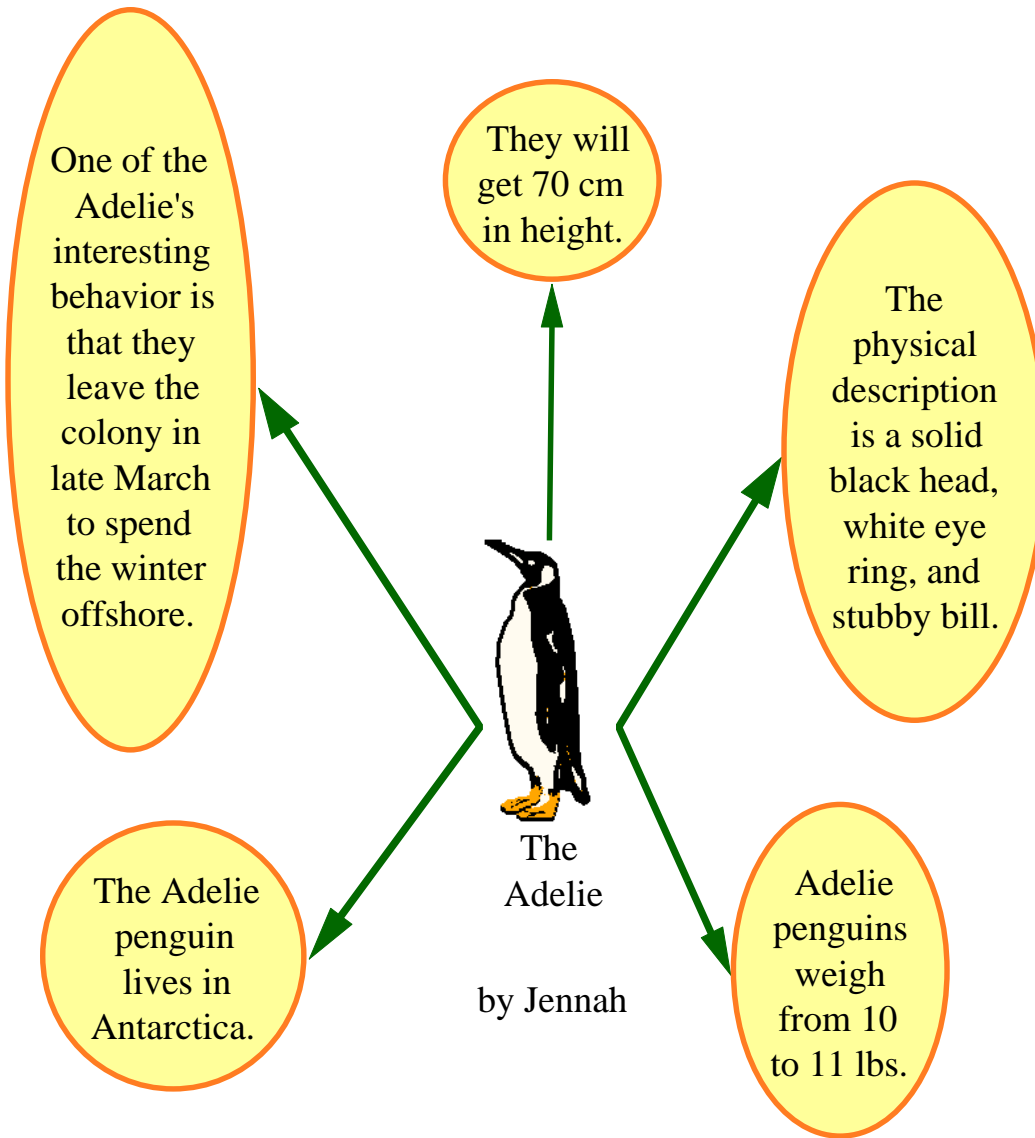 One of the
Adelie's
interesting
behavior is
that they
leave the
colony in
late March
to spend
the winter
offshore.
They will
get 70 cm
in height.
The
physical
description
is a solid
black head,
white eye
ring, and
stubby bill.
The Adelie
penguin
lives in
Antarctica.
The
Adelie
by Jennah
Adelie
penguins
weigh
from 10
to 11 lbs.